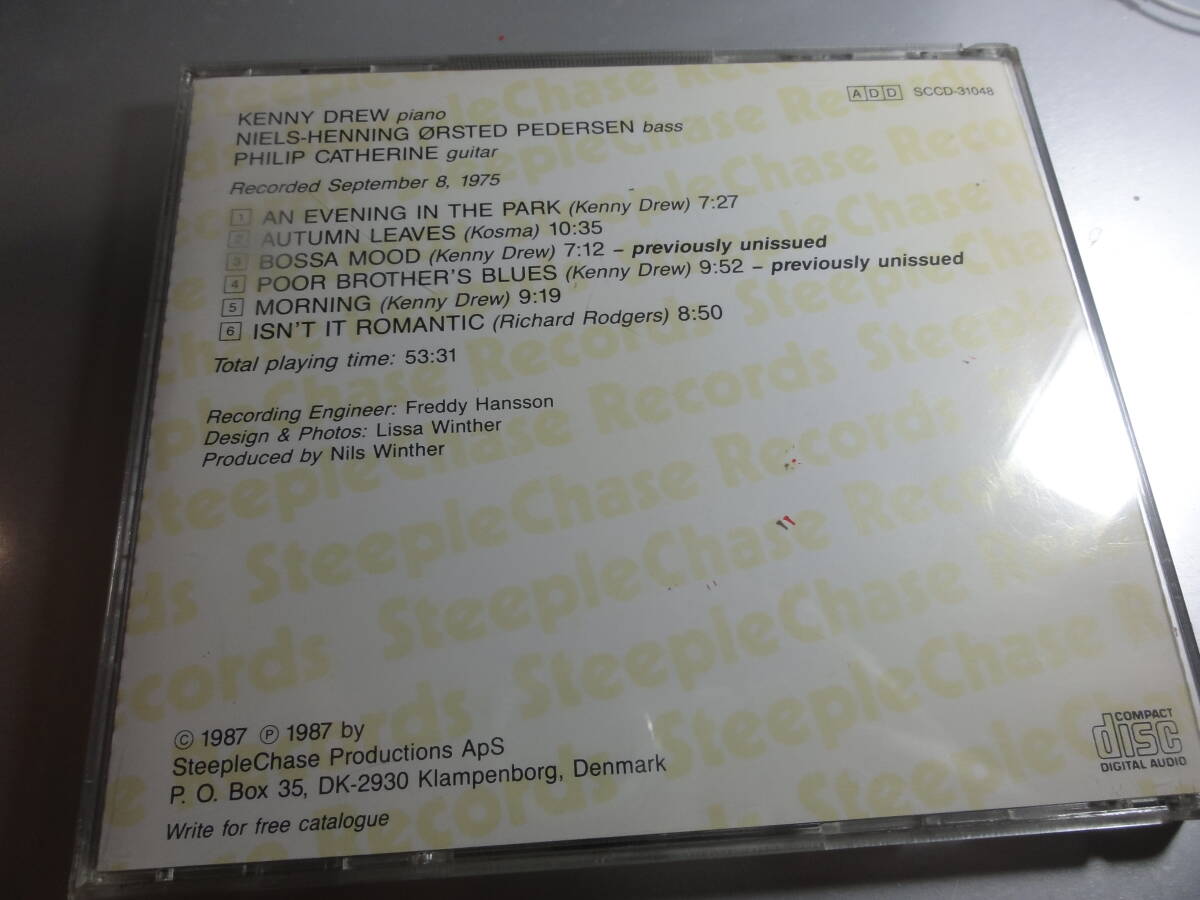 ADD SCCD-31048
KENNY DREW piano
NIELS-HENNING ØRSTED PEDERSEN bass
PHILIP CATHERINE guitar
Recorded September 8, 1975
1 AN EVENING IN THE PARK (Kenny Drew) 7:27
2 AUTUMN LEAVES (Kosma) 10:35
3 BOSSA MOOD (Kenny Drew) 7:12 – previously unissued
4 POOR BROTHER'S BLUES (Kenny Drew) 9:52 – previously unissued
5 MORNING (Kenny Drew) 9:19
6 ISN'T IT ROMANTIC (Richard Rodgers) 8:50
Total playing time: 53:31
Recording Engineer: Freddy Hansson
Design & Photos: Lissa Winther
Produced by Nils Winther
SteepleChase Records
© 1987 ℗ 1987 by
SteepleChase Productions ApS
P. O. Box 35, DK-2930 Klampenborg, Denmark
Write for free catalogue
COMPACT
disc
DIGITAL AUDIO